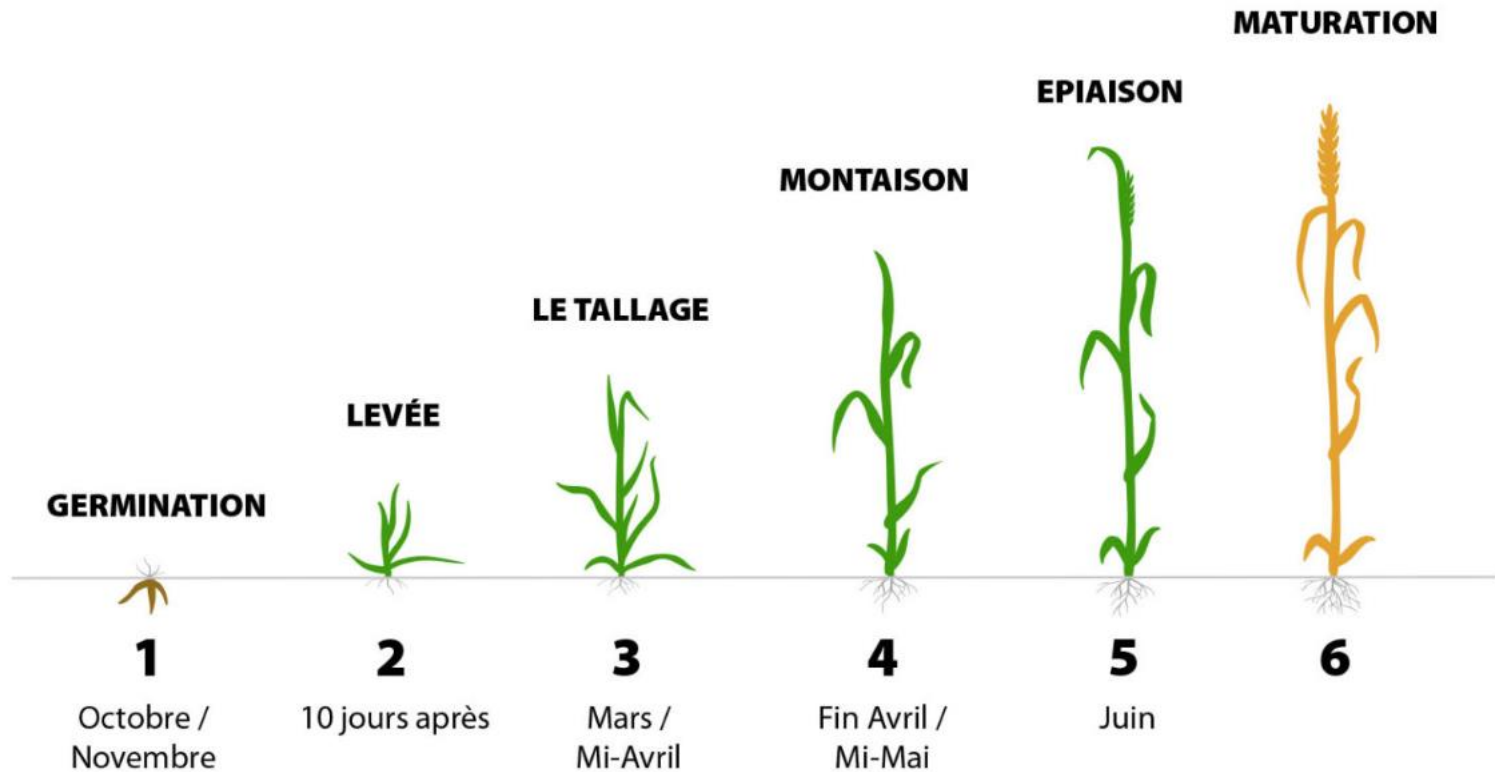 MATURATION
EPIAISON
MONTAISON
LE TALLAGE
LEVÉE
GERMINATION
1
2
3
4
5
6
Octobre /
Novembre
10 jours après
Mars /
Mi-Avril
Fin Avril /
Mi-Mai
Juin